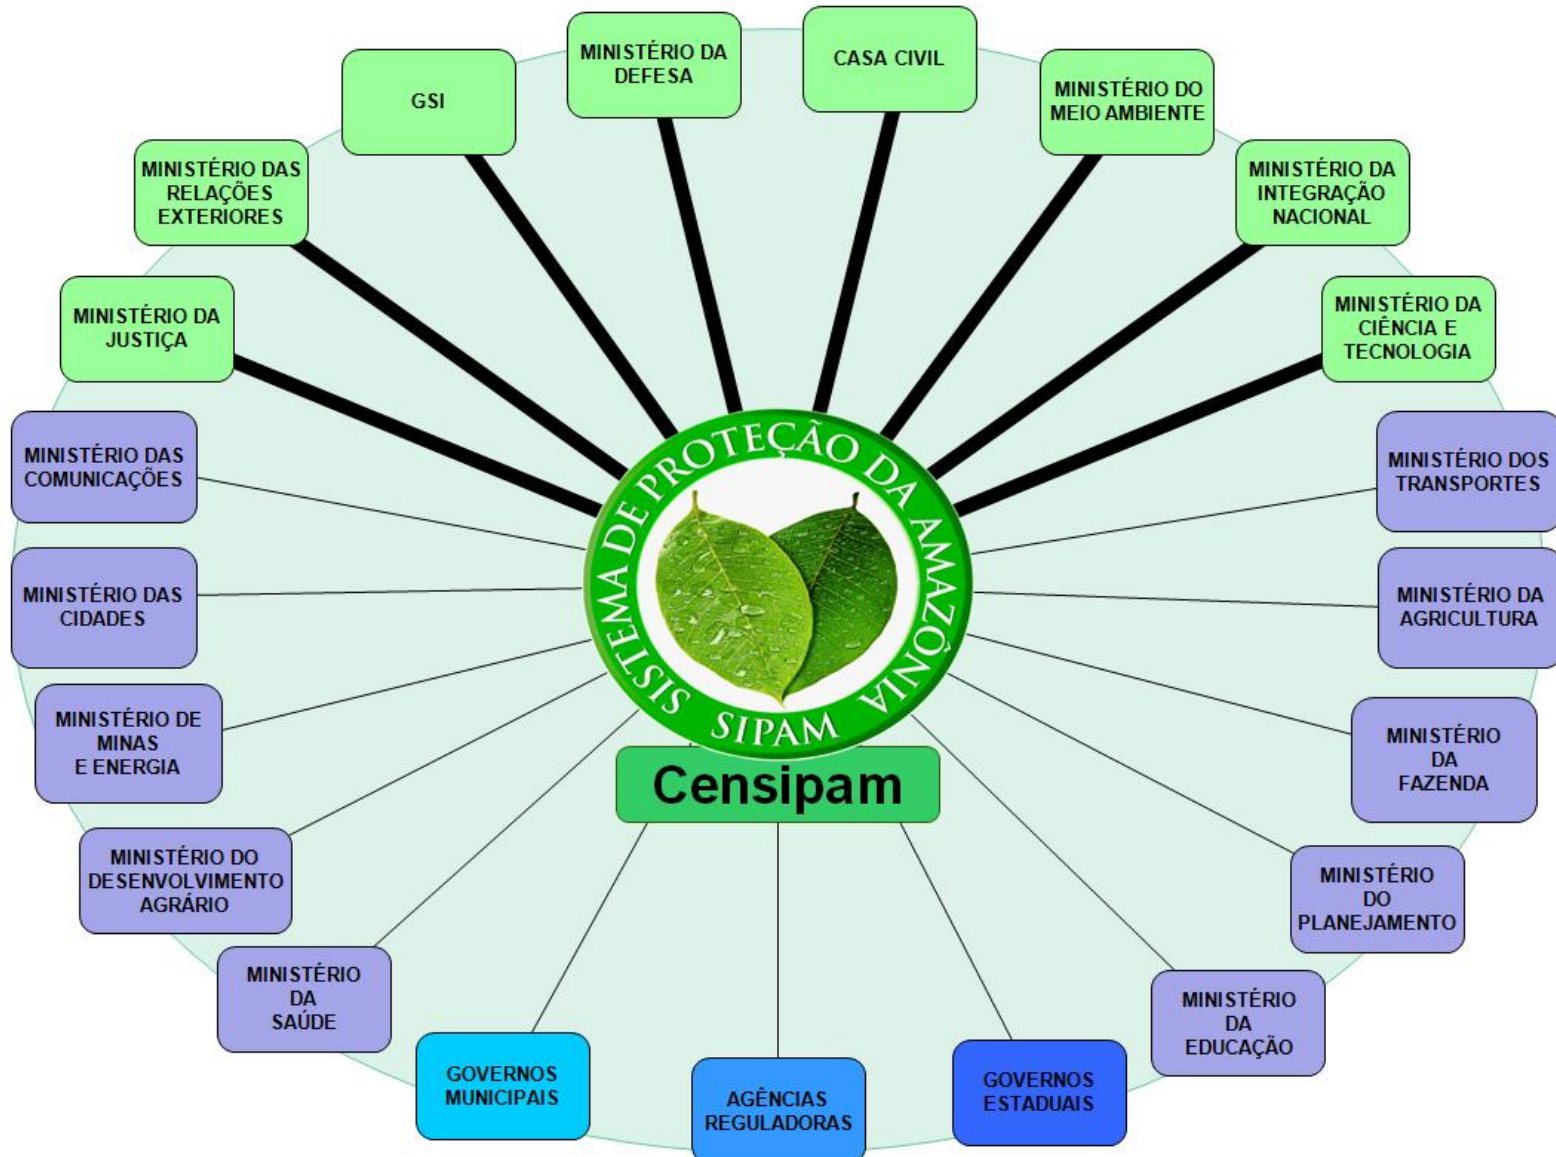 CASA CIVIL
MINISTÉRIO DA
DEFESA
GSI
MINISTÉRIO DO
MEIO AMBIENTE
MINISTÉRIO DAS
RELAÇÕES
EXTERIORES
MINISTÉRIO DA
INTEGRAÇÃO
NACIONAL
MINISTÉRIO DA
JUSTIÇA
MINISTÉRIO DA
CIÊNCIA E
TECNOLOGIA
MINISTÉRIO DAS
COMUNICAÇÕES
MINISTÉRIO DOS
TRANSPORTES
SISTEMA DE PROTEÇÃO DA AMAZÔNIA
SIPAM
Censipam
MINISTÉRIO DAS
CIDADES
MINISTÉRIO DA
AGRICULTURA
MINISTÉRIO DE
MINAS
E ENERGIA
MINISTÉRIO
DA
FAZENDA
MINISTÉRIO DO
DESENVOLVIMENTO
AGRÁRIO
MINISTÉRIO
DO
PLANEJAMENTO
MINISTÉRIO
DA
SAÚDE
MINISTÉRIO
DA
EDUCAÇÃO
GOVERNOS
MUNICIPAIS
AGÊNCIAS
REGULADORAS
GOVERNOS
ESTADUAIS